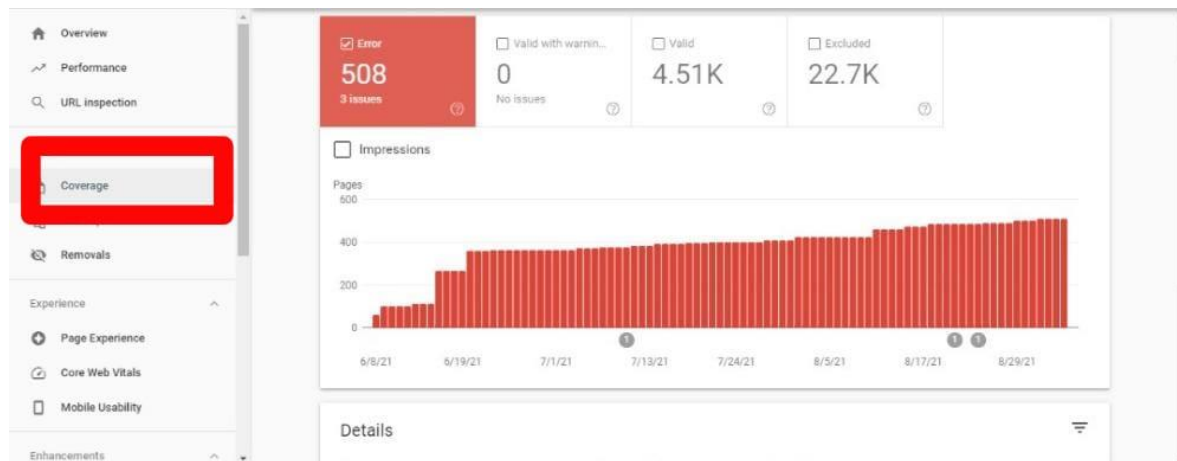 Overview
Performance
URL inspection
Coverage
Removals
Experience
Page Experience
Core Web Vitals
Mobile Usability
Enhancements
Error
508
3 issues
Valid with warnin...
0
No issues
Valid
4.51K
Excluded
22.7K
Impressions
Pages
600
400
200
0
1
1
1
6/8/21 6/19/21 7/1/21 7/13/21 7/24/21 8/5/21 8/17/21 8/29/21
Details